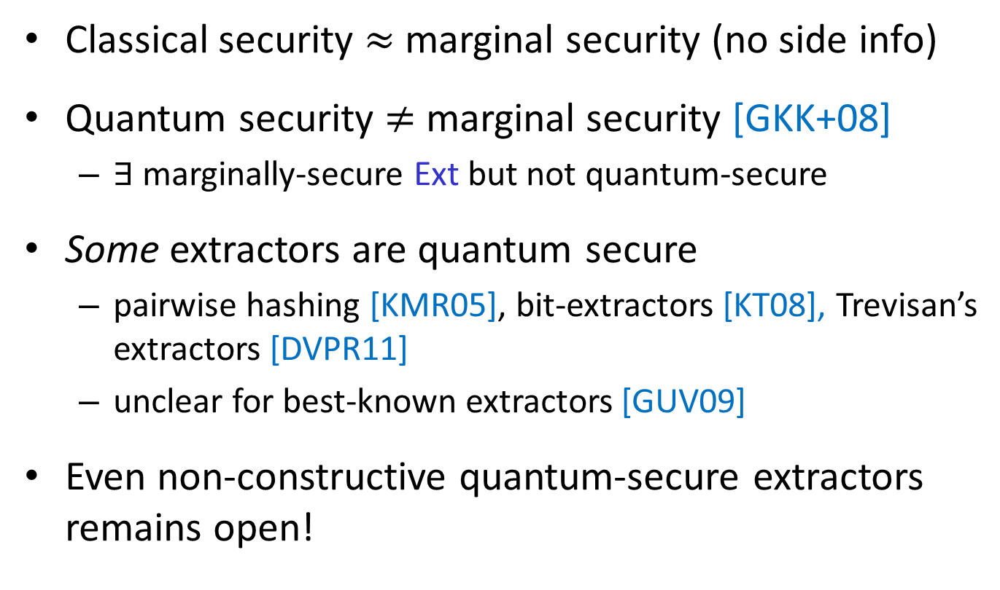 • Classical security ≈ marginal security (no side info)
• Quantum security ≠ marginal security [GKK+08]
– ∃ marginally-secure Ext but not quantum-secure
• Some extractors are quantum secure
– pairwise hashing [KMR05], bit-extractors [KT08], Trevisan’s
extractors [DVPR11]
– unclear for best-known extractors [GUV09]
• Even non-constructive quantum-secure extractors
remains open!